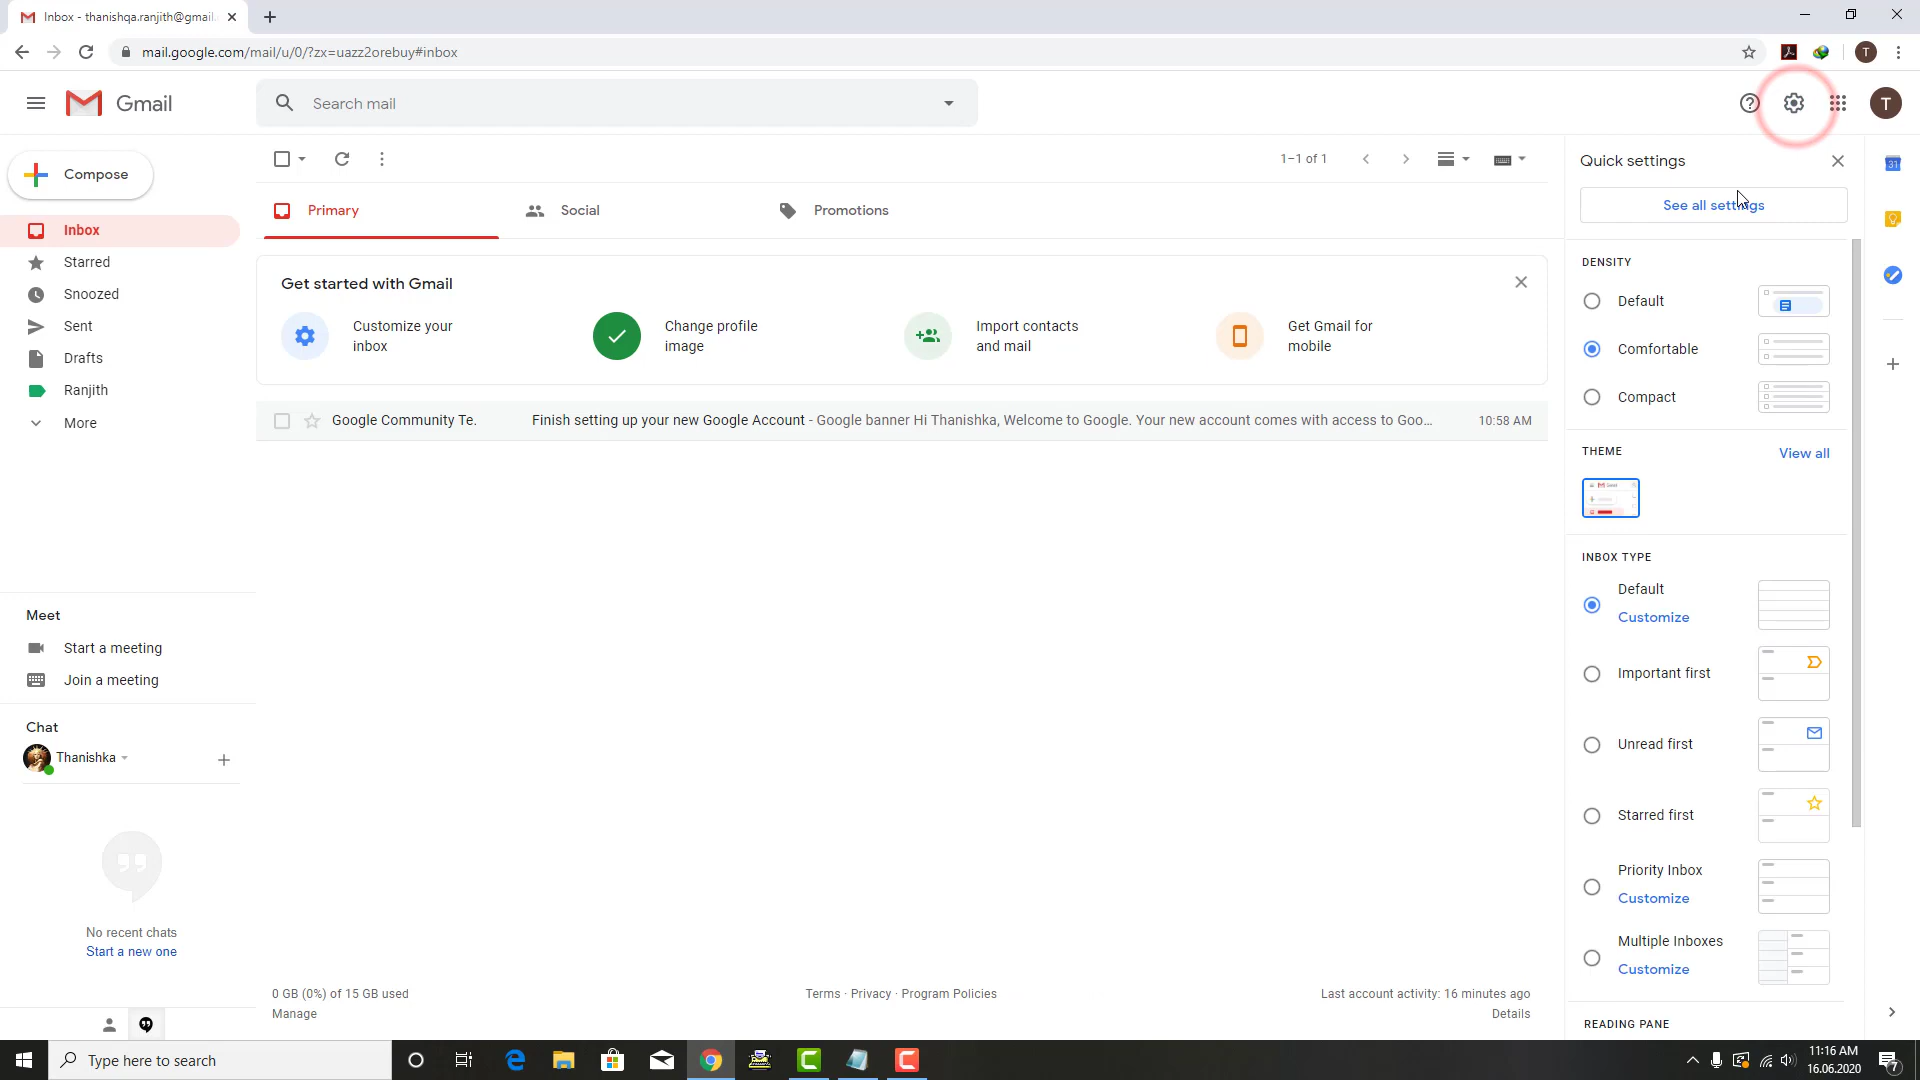 Inbox - thanishqa.ranjith@gmail.
mail.google.com/mail/u/0/?zx=uazz2orebuy#inbox
T
Gmail
Search mail
T
Compose
1–1 of 1
Quick settings
See all settings
31
Inbox
Starred
Snoozed
Sent
Drafts
Ranjith
More
Primary
Social
Promotions
Get started with Gmail
Customize your
inbox
Change profile
image
Import contacts
and mail
Get Gmail for
mobile
Google Community Te.
Finish setting up your new Google Account - Google banner Hi Thanishka, Welcome to Google. Your new account comes with access to Goo...
10:58 AM
DENSITY
Default
Comfortable
Compact
THEME
View all
INBOX TYPE
Default
Customize
Important first
Unread first
Starred first
Priority Inbox
Customize
Multiple Inboxes
Customize
READING PANE
Meet
Start a meeting
Join a meeting
Chat
Thanishka
No recent chats
Start a new one
0 GB (0%) of 15 GB used
Manage
Terms · Privacy · Program Policies
Last account activity: 16 minutes ago
Details
Type here to search
11:16 AM
16.06.2020
7